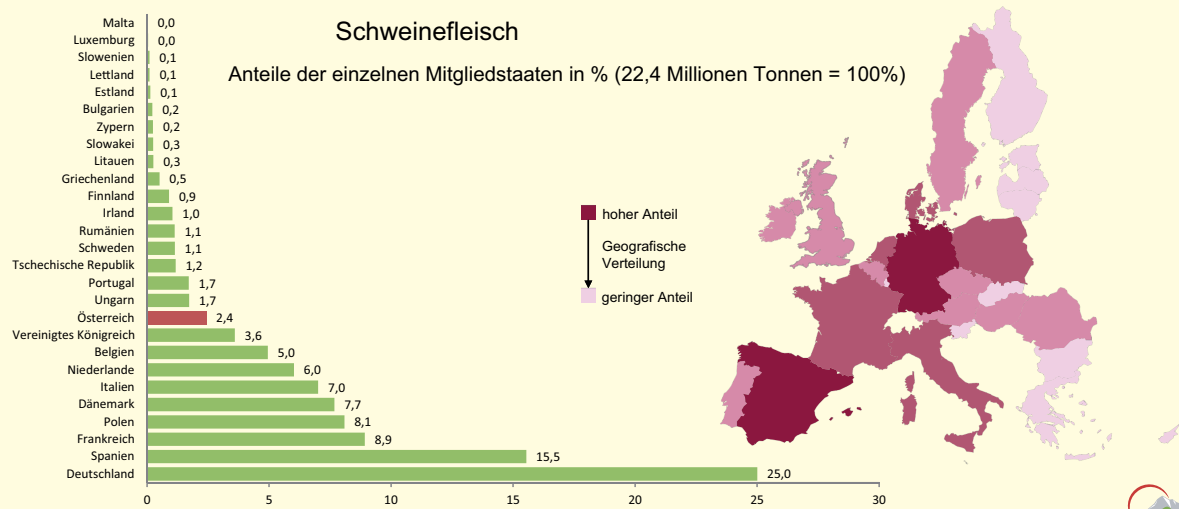 Schweinefleisch
Anteile der einzelnen Mitgliedstaaten in % (22,4 Millionen Tonnen = 100%)
Malta 0,0
Luxemburg 0,0
Slowenien 0,1
Lettland 0,1
Estland 0,1
Bulgarien 0,2
Zypern 0,2
Slowakei 0,3
Litauen 0,3
Griechenland 0,5
Finnland 0,9
Irland 1,0
Rumänien 1,1
Schweden 1,1
Tschechische Republik 1,2
Portugal 1,7
Ungarn 1,7
Österreich 2,4
Vereinigtes Königreich 3,6
Belgien 5,0
Niederlande 6,0
Italien 7,0
Dänemark 7,7
Polen 8,1
Frankreich 8,9
Spanien 15,5
Deutschland 25,0
0 5 10 15 20 25 30
hoher Anteil
Geografische
Verteilung
geringer Anteil